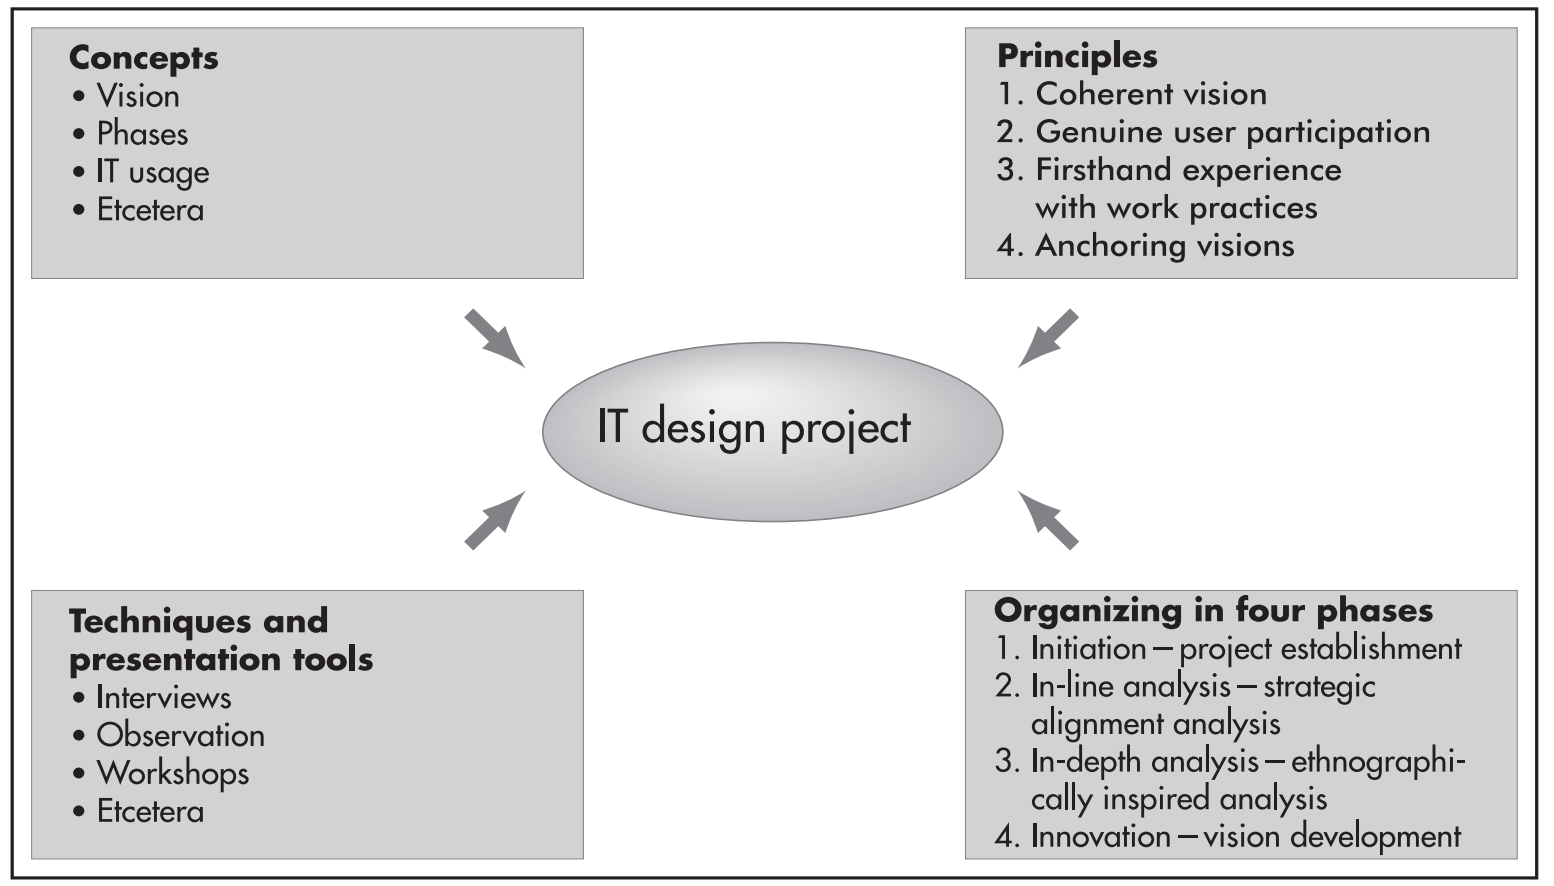 Concepts
• Vision
• Phases
• IT usage
• Etcetera
Principles
1. Coherent vision
2. Genuine user participation
3. Firsthand experience
with work practices
4. Anchoring visions
IT design project
Techniques and
presentation tools
• Interviews
• Observation
• Workshops
• Etcetera
Organizing in four phases
1. Initiation — project establishment
2. In-line analysis — strategic
alignment analysis
3. In-depth analysis — ethnographi-
cally inspired analysis
4. Innovation — vision development